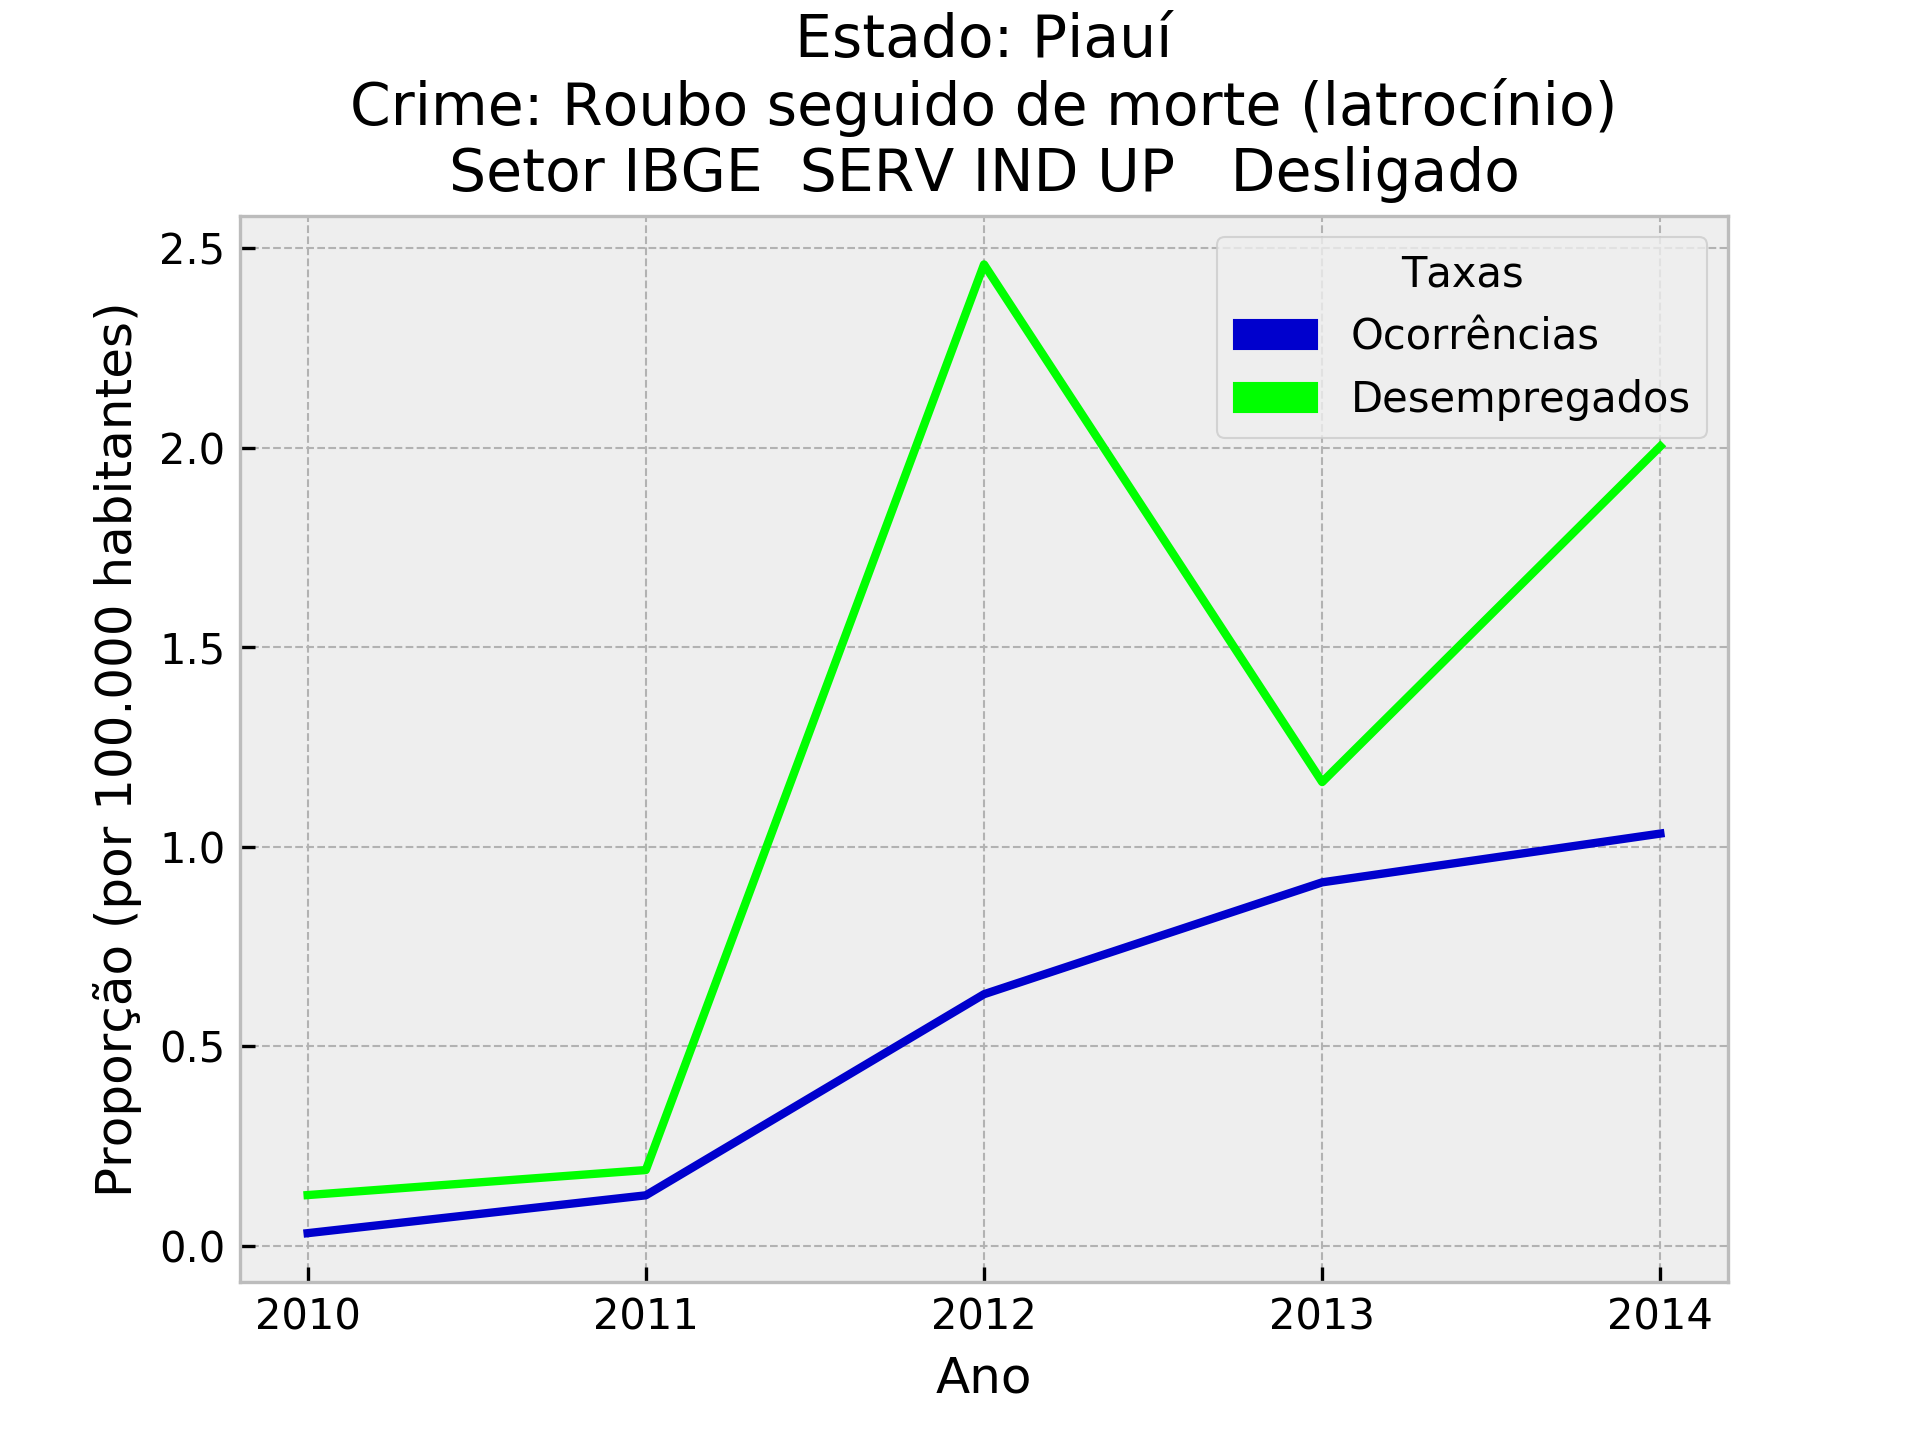 Estado: Piauí
Crime: Roubo seguido de morte (latrocínio)
Setor IBGE  SERV IND UP   Desligado
Proporção (por 100.000 habitantes)
2.5
2.0
1.5
1.0
0.5
0.0
Taxas
Ocorrências
Desempregados
2010 2011 2012 2013 2014
Ano